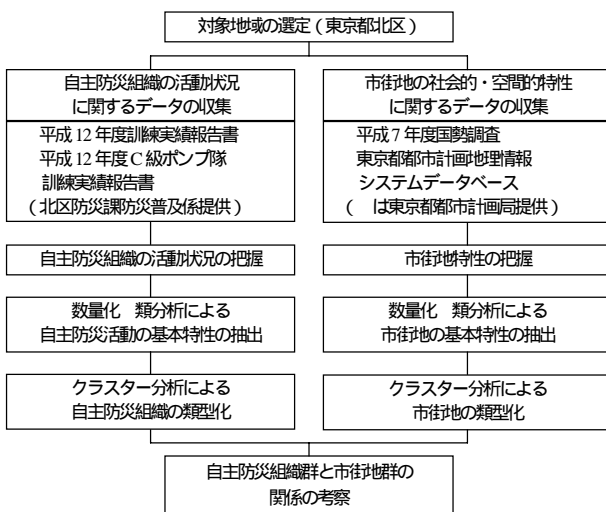 対象地域の選定(東京都北区)
自主防災組織の活動状況
に関するデータの収集
平成12年度訓練実績報告書
平成12年度C級ポンプ隊
訓練実績報告書
(北区防災課防災普及係提供)
自主防災組織の活動状況の把握
数量化 類分析による
自主防災活動の基本特性の抽出
クラスター分析による
自主防災組織の類型化
市街地の社会的・空間的特性
に関するデータの収集
平成7年度国勢調査
東京都都市計画地理情報
システムデータベース
( は東京都都市計画局提供)
市街地特性の把握
数量化 類分析による
市街地の基本特性の抽出
クラスター分析による
市街地の類型化
自主防災組織群と市街地群の
関係の考察